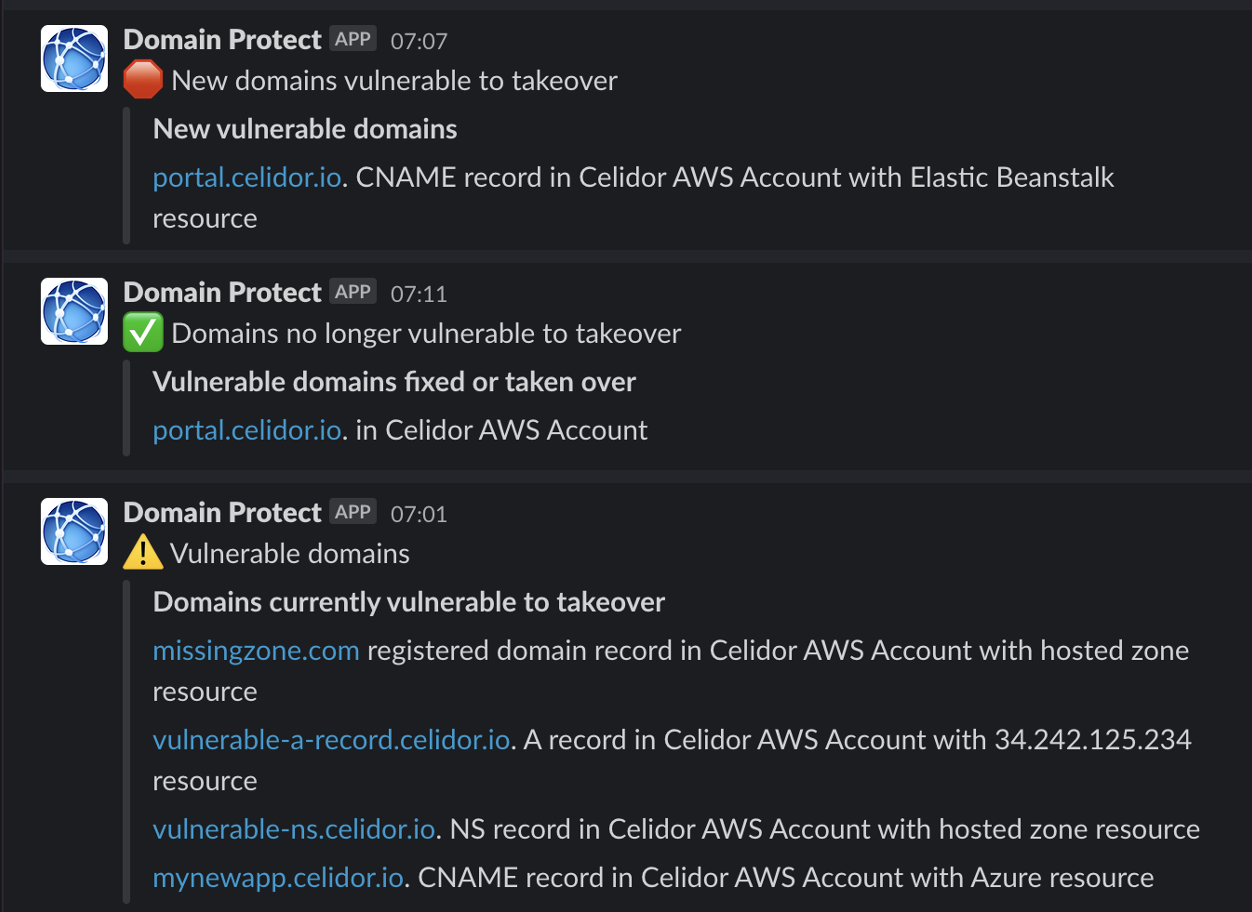 Domain Protect APP 07:07
New domains vulnerable to takeover
New vulnerable domains
portal.celidor.io. CNAME record in Celidor AWS Account with Elastic Beanstalk
resource
Domain Protect APP 07:11
Domains no longer vulnerable to takeover
Vulnerable domains fixed or taken over
portal.celidor.io. in Celidor AWS Account
Domain Protect APP 07:01
Vulnerable domains
Domains currently vulnerable to takeover
missingzone.com registered domain record in Celidor AWS Account with hosted zone
resource
vulnerable-a-record.celidor.io. A record in Celidor AWS Account with 34.242.125.234
resource
vulnerable-ns.celidor.io. NS record in Celidor AWS Account with hosted zone resource
mynewapp.celidor.io. CNAME record in Celidor AWS Account with Azure resource